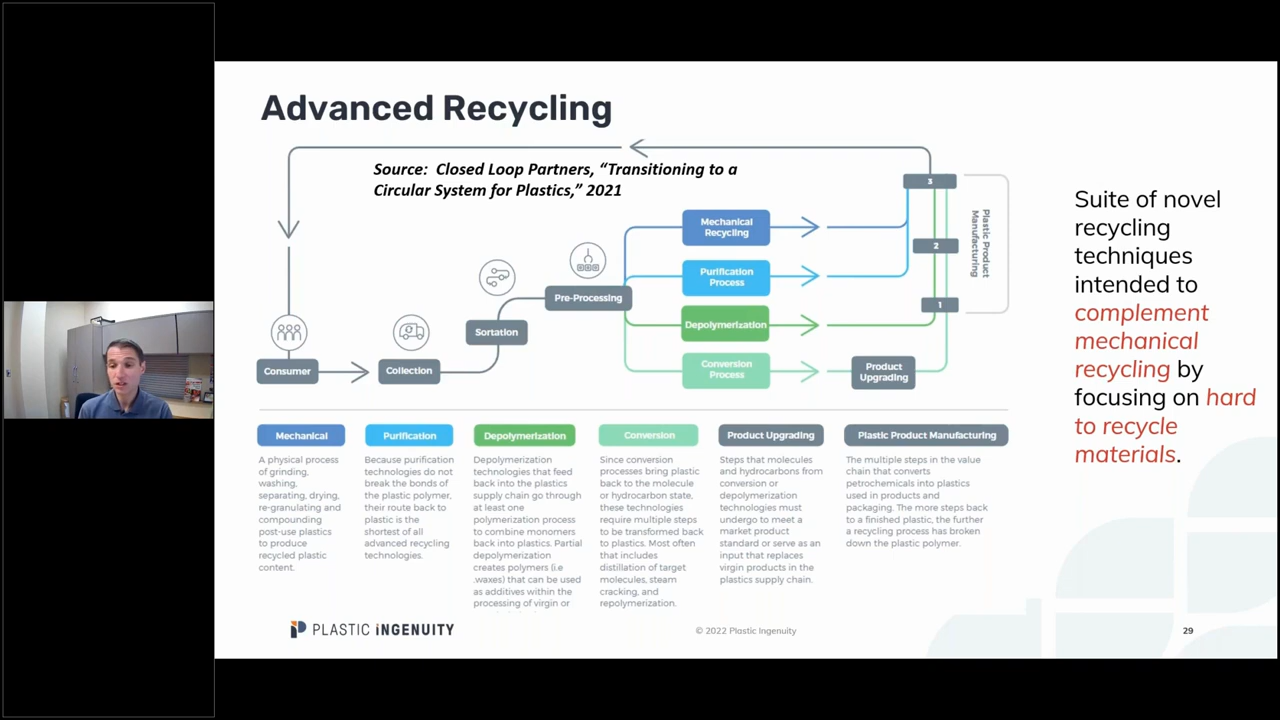 Advanced Recycling
Source: Closed Loop Partners, “Transitioning to a
Circular System for Plastics,” 2021
3
Mechanical
Recycling
Plastic Product
Manufacturing
2
Purification
Process
Pre-Processing
1
Depolymerization
Sortation
Consumer
Collection
Conversion
Process
Product
Upgrading
Suite of novel
recycling
techniques
intended to
complement
mechanical
recycling by
focusing on hard
to recycle
materials.
Mechanical
A physical process
of grinding,
washing,
separating, drying,
re-granulating and
compounding
post-use plastics
to produce
recycled plastic
content.
Purification
Because purification
technologies do not
break the bonds of
the plastic polymer,
their route back to
plastic is the
shortest of all
advanced recycling
technologies.
Depolymerization
Depolymerization
technologies that feed
back into the plastics
supply chain go through
at least one
polymerization process
to combine monomers
back into plastics. Partial
depolymerization
creates polymers (i.e
.waxes) that can be used
as additives within the
processing of virgin or
Conversion
Since conversion
processes bring plastic
back to the molecule
or hydrocarbon state,
these technologies
require multiple steps
to be transformed back
to plastics. Most often
that includes
distillation of target
molecules, steam
cracking, and
repolymerization.
Product Upgrading
Steps that molecules
and hydrocarbons from
conversion or
depolymerization
technologies must
undergo to meet a
market product
standard or serve as an
input that replaces
virgin products in the
plastics supply chain.
Plastic Product Manufacturing
The multiple steps in the value
chain that converts
petrochemicals into plastics
used in products and
packaging. The more steps back
to a finished plastic, the further
a recycling process has broken
down the plastic polymer.
PLASTIC INGENUITY
© 2022 Plastic Ingenuity
29